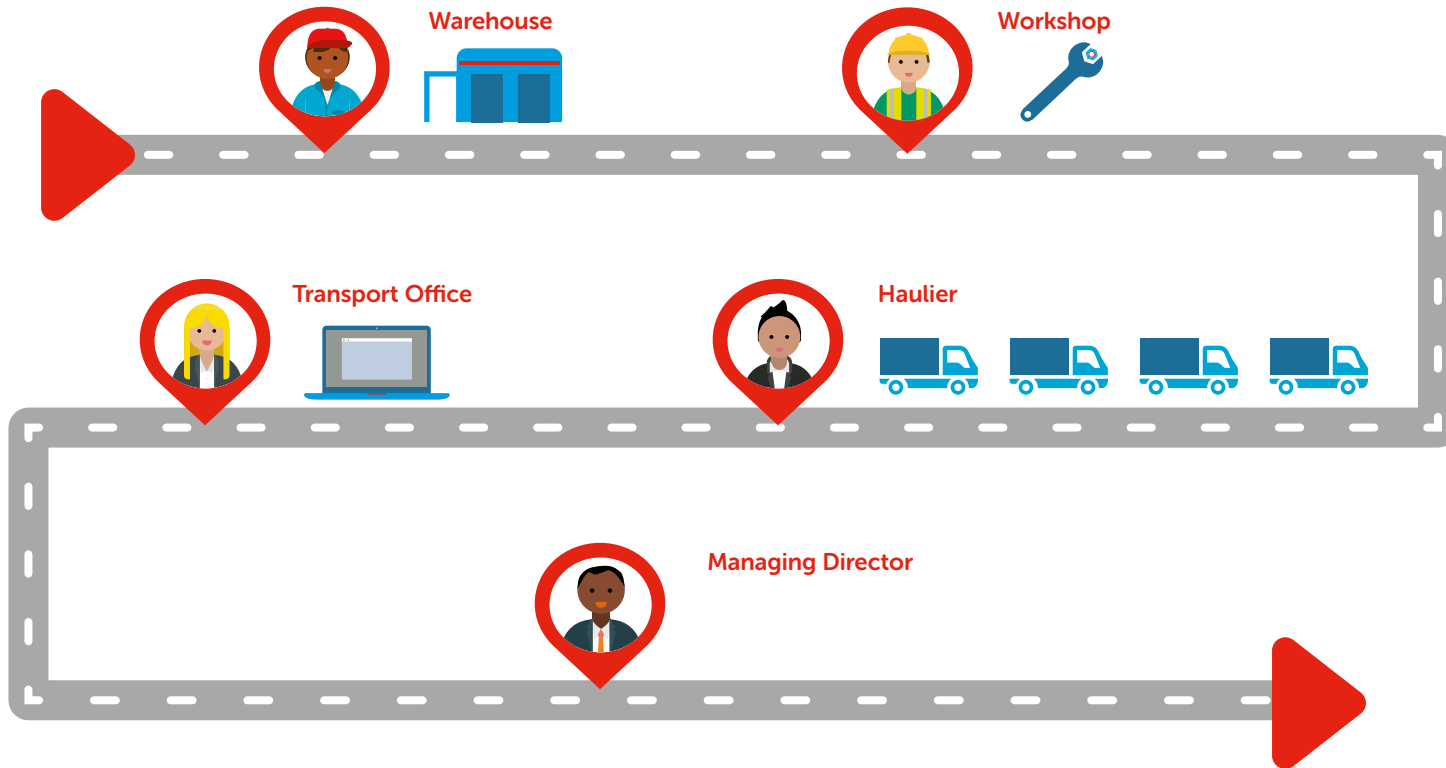 Warehouse
Workshop
Transport Office
Haulier
Managing Director